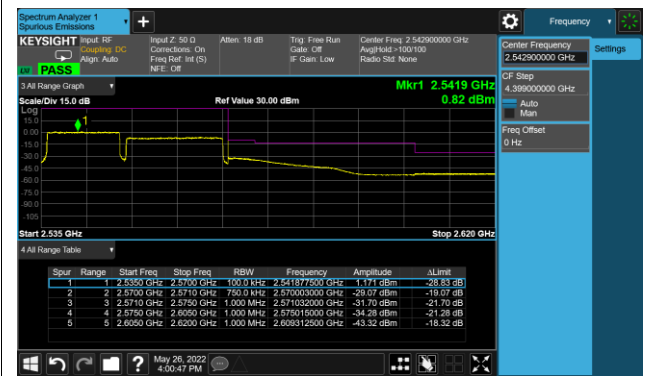 Spectrum Analyzer 1
Spurious Emissions
Frequency
KEYSIGHT Input: RF Input Z: 50 Ω Atten: 18 dB Trig: Free Run Center Freq: 2.542900000 GHz
Coupling: DC Corrections: On Gate: Off Avg|Hold:>100/100
Align: Auto Freq Ref: Int (S) IF Gain: Low Radio Std: None
NFE: Off
PASS
Center Frequency
2.542900000 GHz
Settings
CF Step
4.399000000 GHz
Auto
Man
Freq Offset
0 Hz
3 All Range Graph
Mkr1 2.5419 GHz
Scale/Div 15.0 dB Ref Value 30.00 dBm 0.82 dBm
Log
1
15.0
0.00
-15.0
-30.0
-45.0
-60.0
-75.0
-90.0
-105
Start 2.535 GHz Stop 2.620 GHz
4 All Range Table
Spur Range Start Freq Stop Freq RBW Frequency Amplitude ΔLimit
1 1 2.5350 GHz 2.5700 GHz 100.0 kHz 2.541877500 GHz 1.171 dBm -28.83 dB
2 2 2.5700 GHz 2.5710 GHz 750.0 kHz 2.570003000 GHz -29.07 dBm -19.07 dB
3 3 2.5710 GHz 2.5750 GHz 1.000 MHz 2.571032000 GHz -31.70 dBm -21.70 dB
4 4 2.5750 GHz 2.6050 GHz 1.000 MHz 2.575015000 GHz -34.28 dBm -21.28 dB
5 5 2.6050 GHz 2.6200 GHz 1.000 MHz 2.609312500 GHz -43.32 dBm -18.32 dB
May 26, 2022
4:00:47 PM